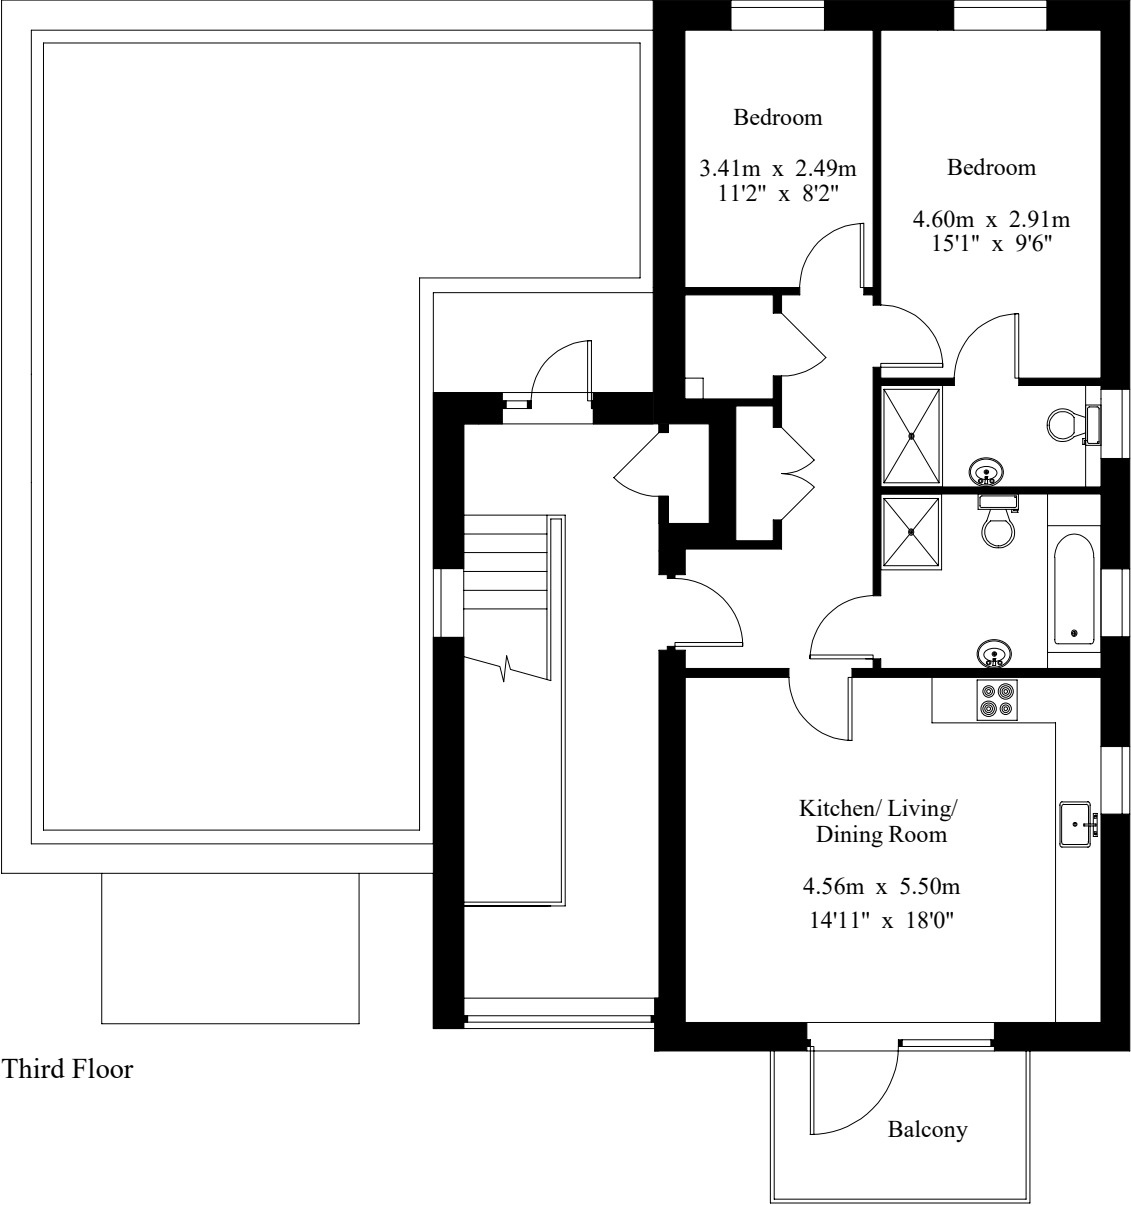 Bedroom
3.41m x 2.49m
11'2" x 8'2"
Bedroom
4.60m x 2.91m
15'1" x 9'6"
Kitchen/ Living/
Dining Room
4.56m x 5.50m
14'11" x 18'0"
Third Floor
Balcony